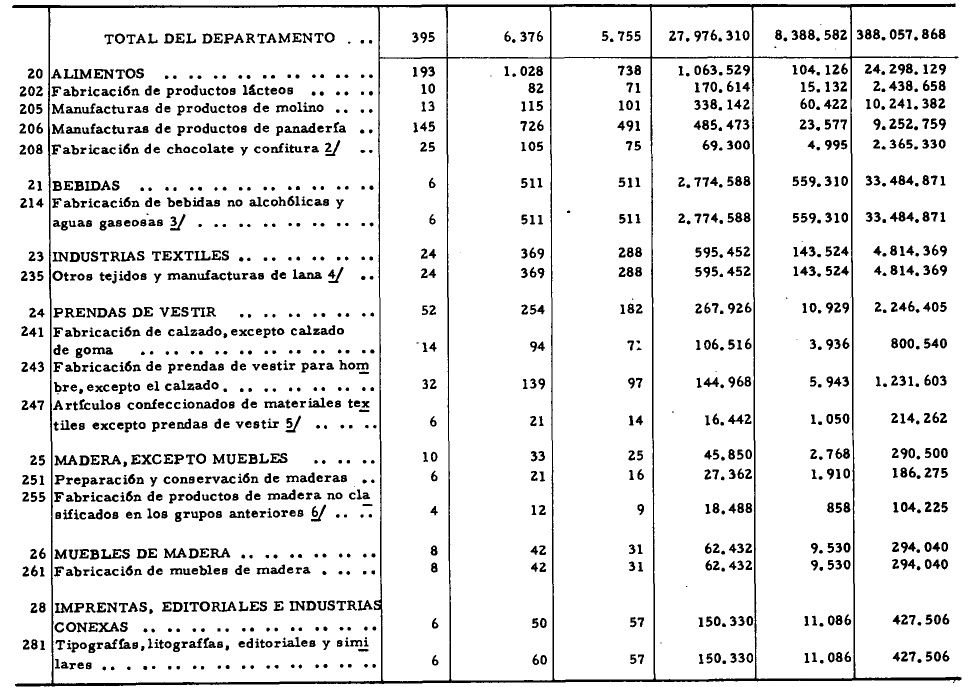 TOTAL DEL DEPARTAMENTO . .. 395 6.376 5.755 27.976.310 8.388.582 388.057.868
20 ALIMENTOS .. .. .. .. .. .. .. .. .. .. .. 193 1.028 738 1.063.529 104.126 24.298.129
202 Fabricación de productos lácteos .. .. .. .. 10 82 71 170.614 15.132 2.438.658
205 Manufacturas de productos de molino .. .. 13 115 101 338.142 60.422 10.241.382
206 Manufacturas de productos de panadería .. 145 726 491 485.473 23.577 9.252.759
208 Fabricación de chocolate y confitura 2/ .. 25 105 75 69.300 4.995 2.365.330
21 BEBIDAS .. .. .. .. .. .. .. .. .. .. .. .. 6 511 511 2.774.588 559.310 33.484.871
214 Fabricación de bebidas no alcohólicas y
aguas gaseosas 3/ . .. .. .. .. .. .. .. .. 6 511 511 2.774.588 559.310 33.484.871
23 INDUSTRIAS TEXTILES .. .. .. .. .. .. .. 24 369 288 595.452 143.524 4.814.369
235 Otros tejidos y manufacturas de lana 4/ .. 24 369 288 595.452 143.524 4.814.369
24 PRENDAS DE VESTIR .. .. .. .. .. .. .. 52 254 182 267.926 10.929 2.246.405
241 Fabricación de calzado, excepto calzado
de goma .. .. .. .. .. .. .. .. .. .. .. .. 14 94 71 106.516 3.936 800.540
243 Fabricación de prendas de vestir para hom
bre, excepto el calzado. .. .. .. .. .. .. .. 32 139 97 144.968 5.943 1.231.603
247 Artículos confeccionados de materiales tex
tiles excepto prendas de vestir 5/ .. .. .. 6 21 14 16.442 1.050 214.262
25 MADERA, EXCEPTO MUEBLES .. .. .. 10 33 25 45.850 2.768 290.500
251 Preparación y conservación de maderas .. 6 21 16 27.362 1.910 186.275
255 Fabricación de productos de madera no cla
sificados en los grupos anteriores 6/ .. .. 4 12 9 18.488 858 104.225
26 MUEBLES DE MADERA .. .. .. .. .. .. .. 8 42 31 62.432 9.530 294.040
261 Fabricación de muebles de madera . .. .. 8 42 31 62.432 9.530 294.040
28 IMPRENTAS, EDITORIALES E INDUSTRIAS
CONEXAS .. .. .. .. .. .. .. .. .. .. .. 6 50 57 150.330 11.086 427.506
281 Tipografías, litografías, editoriales y simi
lares .. .. .. .. .. .. .. .. .. .. .. .. .. 6 60 57 150.330 11.086 427.506